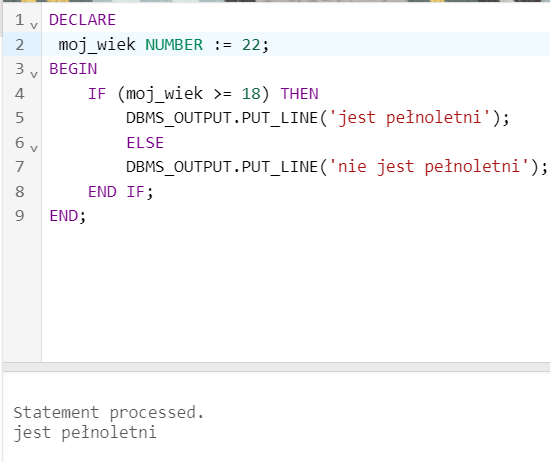 1 DECLARE
2 moj_wiek NUMBER := 22;
3 BEGIN
4 IF (moj_wiek >= 18) THEN
5 DBMS_OUTPUT.PUT_LINE('jest pełnoletni');
6 ELSE
7 DBMS_OUTPUT.PUT_LINE('nie jest pełnoletni');
8 END IF;
9 END;
Statement processed.
jest pełnoletni